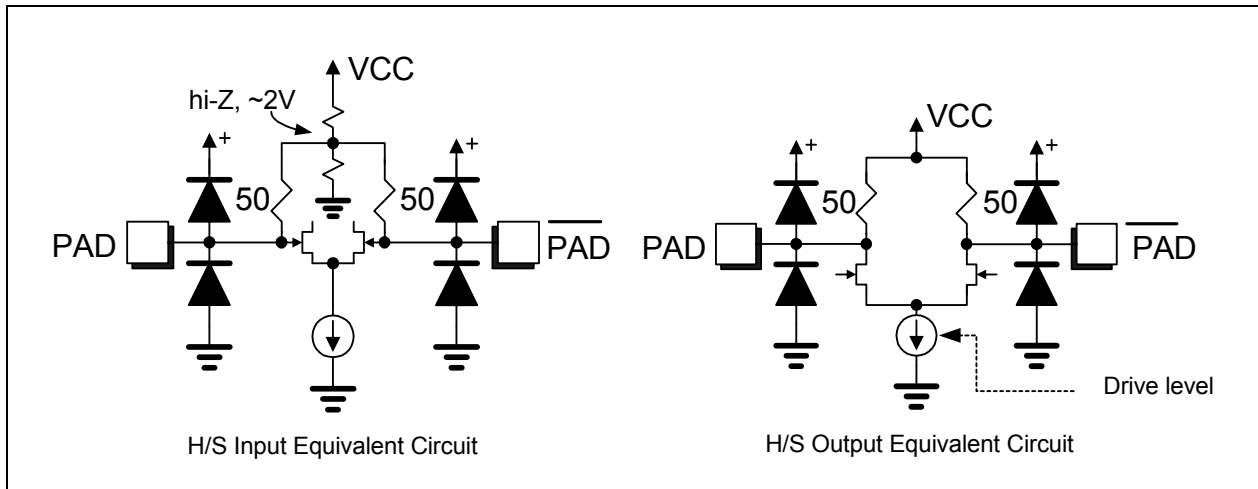 VCC
hi-Z, ~2V
+
+
50
50
PAD
PAD
H/S Input Equivalent Circuit
VCC
+
+
50
50
PAD
PAD
Drive level
H/S Output Equivalent Circuit